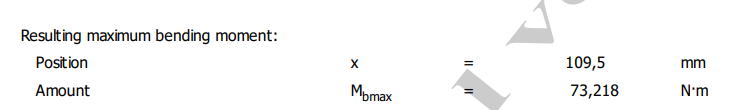 Resulting maximum bending moment:
Position x = 109,5 mm
Amount Mbmax = 73,218 N·m